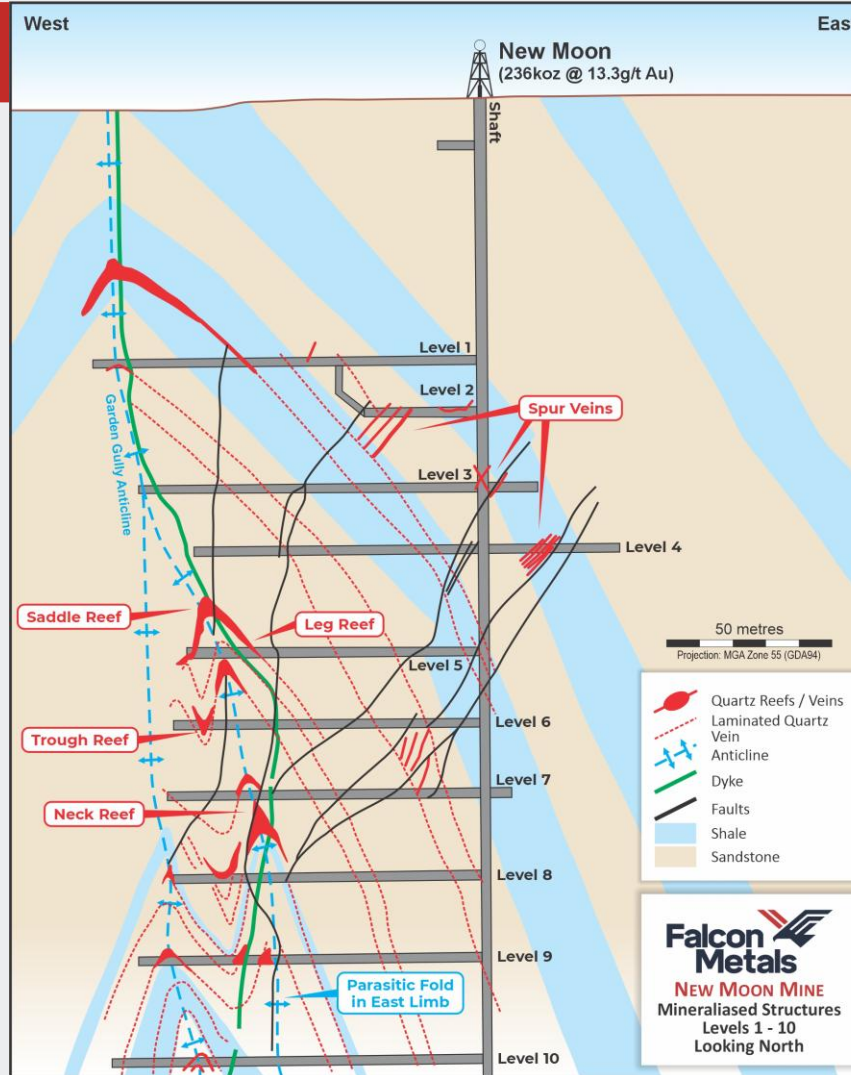 West
Eas
New Moon
(236koz @ 13.3g/t Au)
Shaft
Level 1
Level 2
Spur Veins
Garden Gully Anticline
Level 3
Level 4
Saddle Reef
Leg Reef
Level 5
50 metres
Projection: MGA Zone 55 (GDA94)
Trough Reef
Level 6
Level 7
Neck Reef
Level 8
Level 9
Parasitic Fold
in East Limb
Level 10
Quartz Reefs / Veins
Laminated Quartz
Vein
Anticline
Dyke
Faults
Shale
Sandstone
Falcon
Metals
NEW MOON MINE
Mineraliased Structures
Levels 1 - 10
Looking North